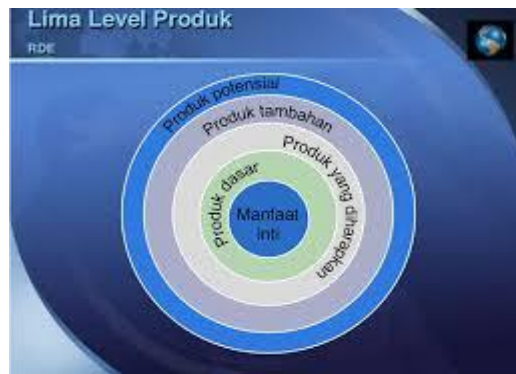 Lima Level Produk
RDE
Produk potensial
Produk tambahan
Produk yang diharapkan
Produk dasar
Manfaat
inti